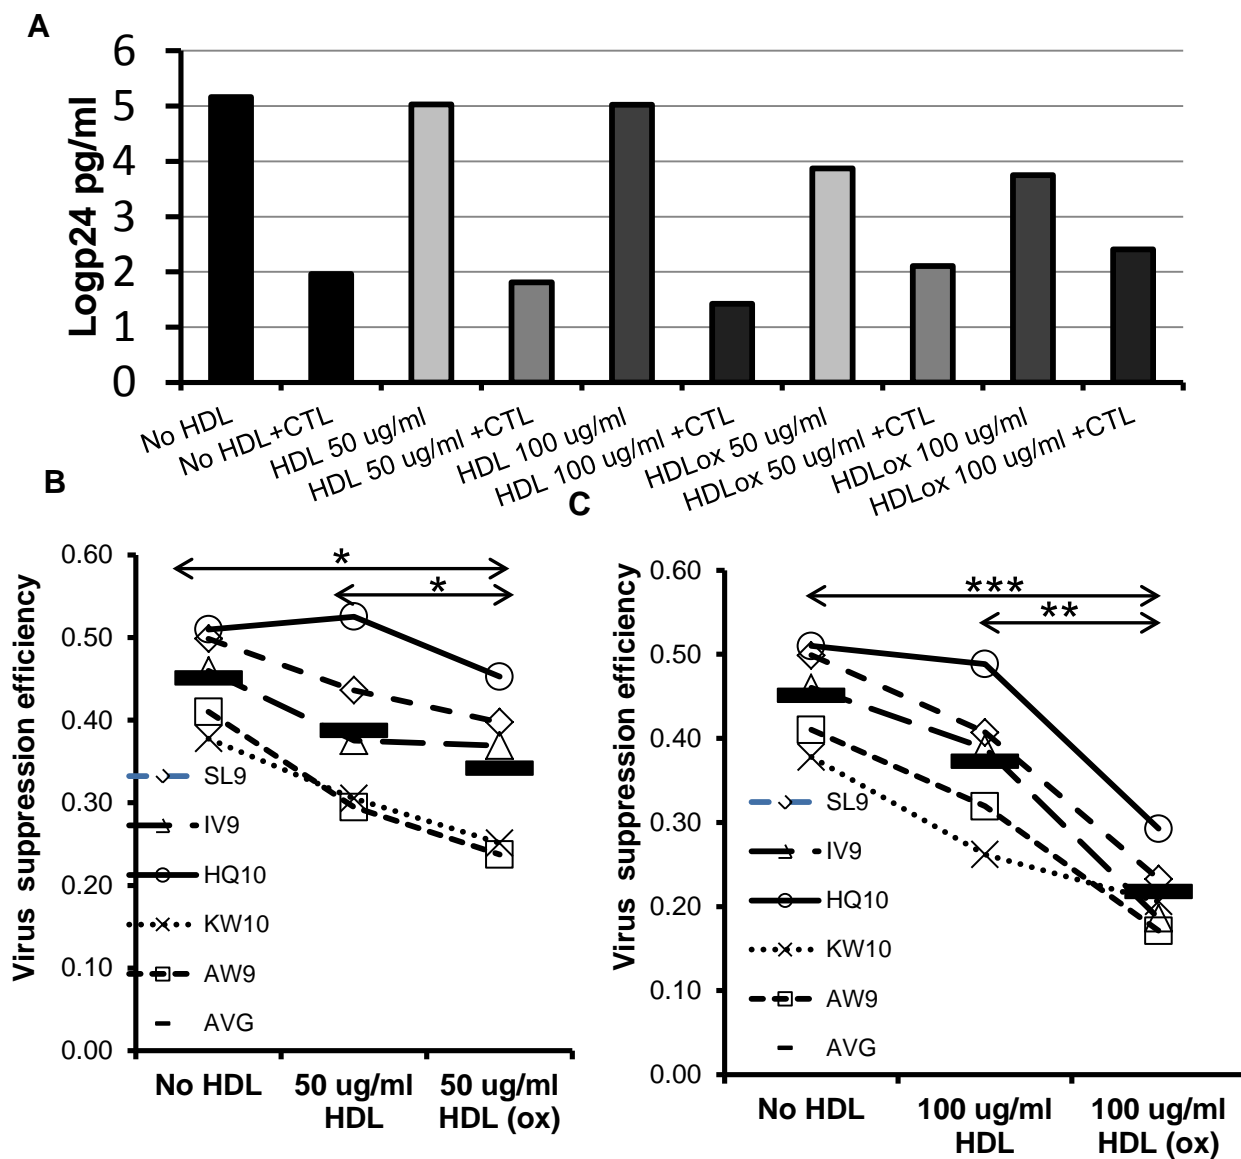 A
Logp24 pg/ml
6
5
4
3
2
1
0
No HDL
No HDL+CTL
HDL 50 ug/ml
HDL 50 ug/ml +CTL
HDL 100 ug/ml
HDL 100 ug/ml +CTL
HDLox 50 ug/ml
HDLox 50 ug/ml +CTL
HDLox 100 ug/ml
HDLox 100 ug/ml +CTL
B
Virus suppression efficiency
0.60
0.50
0.40
0.30
0.20
0.10
0.00
*
*
SL9
IV9
HQ10
KW10
AW9
AVG
No HDL
50 ug/ml
HDL
50 ug/ml
HDL (ox)
C
Virus suppression efficiency
0.60
0.50
0.40
0.30
0.20
0.10
0.00
***
**
SL9
IV9
HQ10
KW10
AW9
AVG
No HDL
100 ug/ml
HDL
100 ug/ml
HDL (ox)